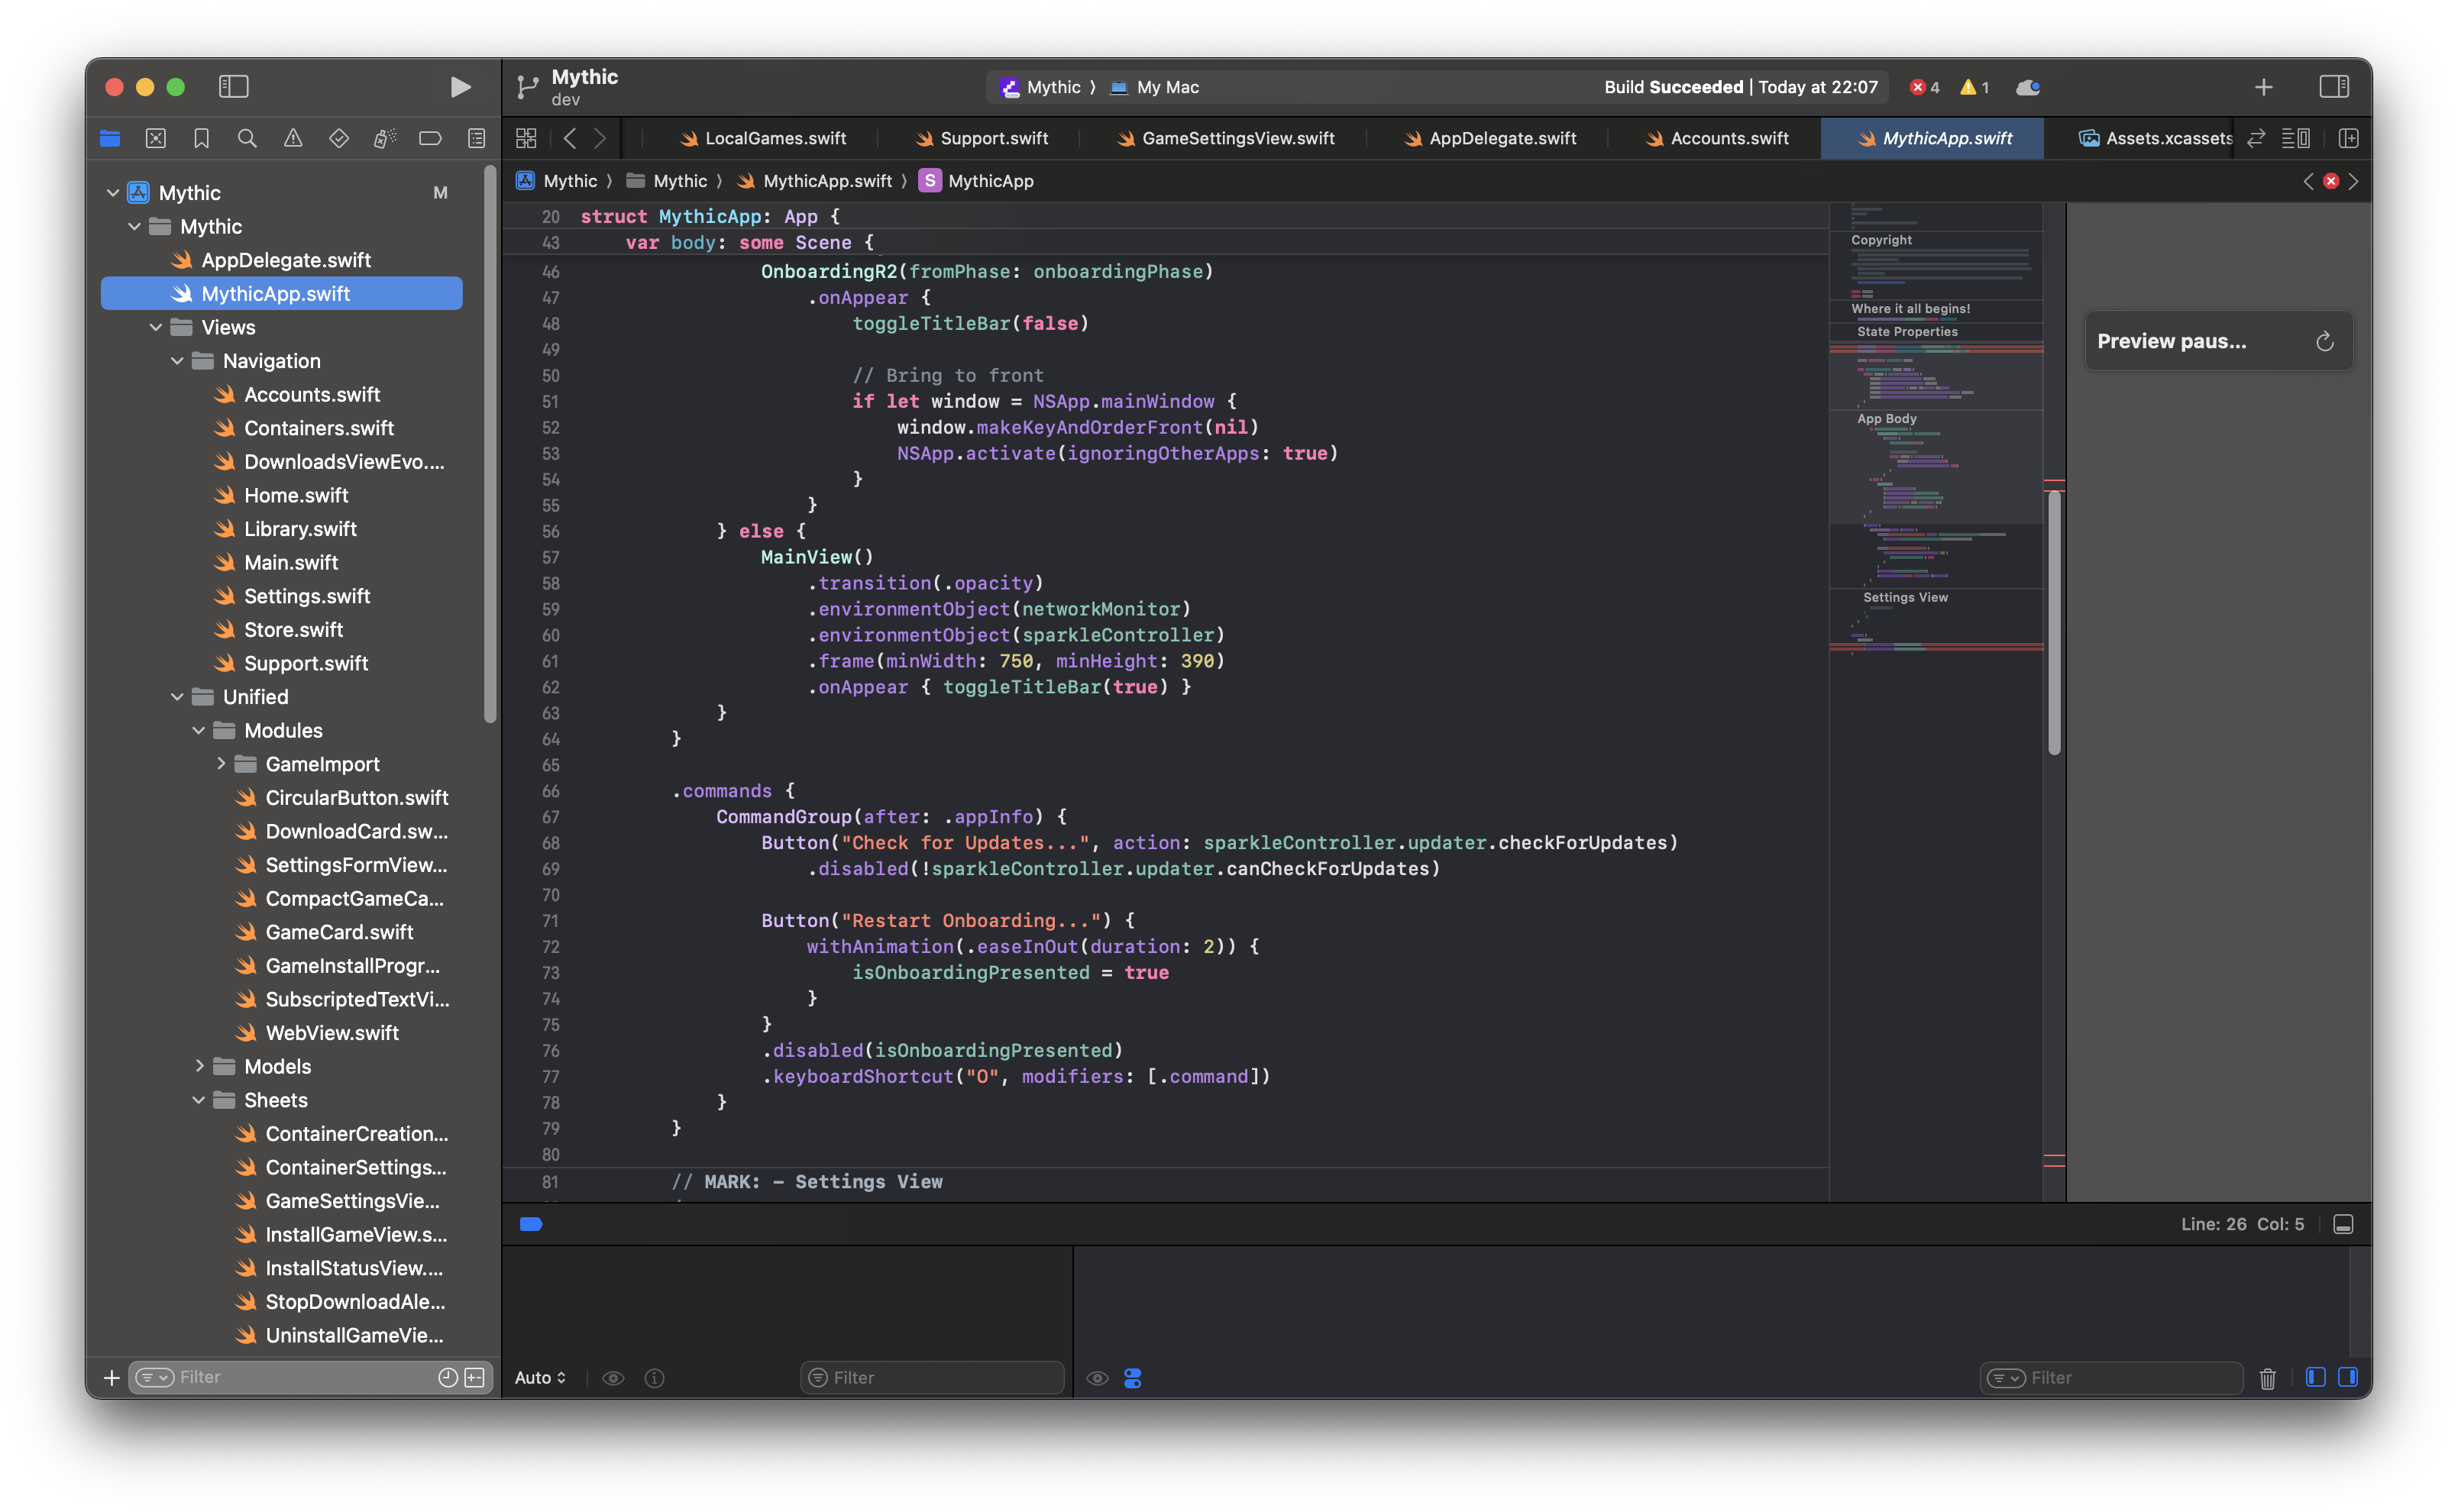 Mythic
dev
Mythic
My Mac
Build Succeeded | Today at 22:07
4
1
LocalGames.swift
Support.swift
GameSettingsView.swift
AppDelegate.swift
Accounts.swift
MythicApp.swift
Assets.xcassets
Mythic
Mythic
MythicApp.swift
S
MythicApp
Mythic
M
Mythic
AppDelegate.swift
MythicApp.swift
Views
Navigation
Accounts.swift
Containers.swift
DownloadsViewEvo....
Home.swift
Library.swift
Main.swift
Settings.swift
Store.swift
Support.swift
Unified
Modules
GameImport
CircularButton.swift
DownloadCard.sw...
SettingsFormView...
CompactGameCa...
GameCard.swift
GameInstallProgr...
SubscriptedTextVi...
WebView.swift
Models
Sheets
ContainerCreation...
ContainerSettings...
GameSettingsVie...
InstallGameView.s...
InstallStatusView....
StopDownloadAle...
UninstallGameVie...
Filter
20 struct MythicApp: App {
43 var body: some Scene {
46 OnboardingR2(fromPhase: onboardingPhase)
47 .onAppear {
48 toggleTitleBar(false)
49
50 // Bring to front
51 if let window = NSApp.mainWindow {
52 window.makeKeyAndOrderFront(nil)
53 NSApp.activate(ignoringOtherApps: true)
54 }
55 }
56 } else {
57 MainView()
58 .transition(.opacity)
59 .environmentObject(networkMonitor)
60 .environmentObject(sparkleController)
61 .frame(minWidth: 750, minHeight: 390)
62 .onAppear { toggleTitleBar(true) }
63 }
64 }
65
66 .commands {
67 CommandGroup(after: .appInfo) {
68 Button("Check for Updates...", action: sparkleController.updater.checkForUpdates)
69 .disabled(!sparkleController.updater.canCheckForUpdates)
70
71 Button("Restart Onboarding...") {
72 withAnimation(.easeInOut(duration: 2)) {
73 isOnboardingPresented = true
74 }
75 }
76 .disabled(isOnboardingPresented)
77 .keyboardShortcut("O", modifiers: [.command])
78 }
79 }
80
81 // MARK: - Settings View
Copyright
Where it all begins!
State Properties
App Body
Settings View
Preview paus...
Line: 26 Col: 5
Auto
Filter
Filter